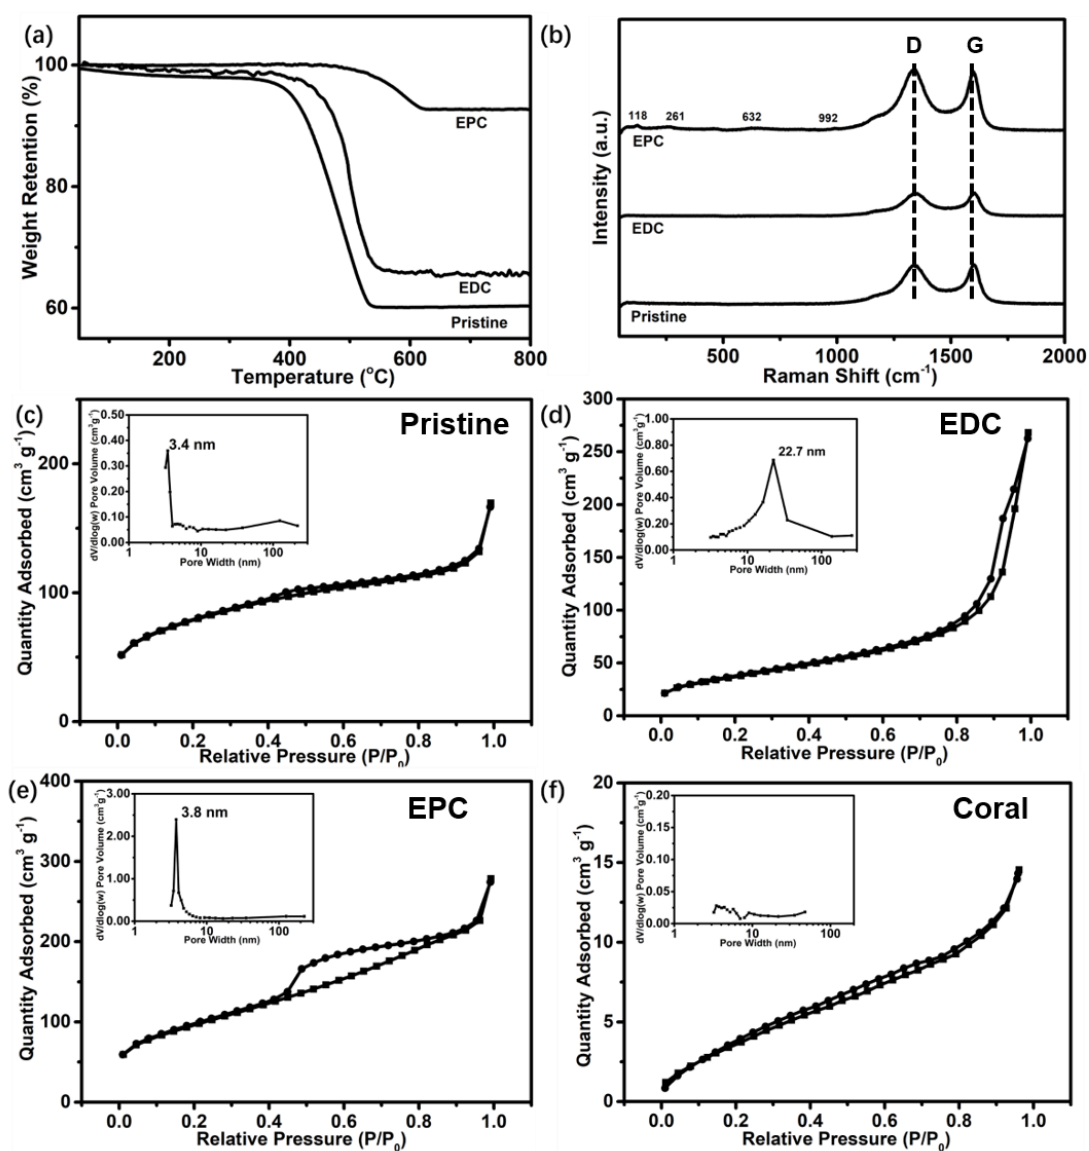 (a)
100
80
60
Weight Retention (%)
EPC
EDC
Pristine
200
400
600
800
Temperature (°C)
(b)
D
G
118
261
632
992
EPC
EDC
Pristine
Intensity (a.u.)
500
1000
1500
2000
Raman Shift (cm-1)
(c)
Pristine
200
100
0
Quantity Adsorbed (cm3 g-1)
0.50
0.40
0.30
0.20
0.10
0.0
dV/dlog(w) Pore Volume (cm3g-1)
3.4 nm
1
10
100
Pore Width (nm)
0.0
0.2
0.4
0.6
0.8
1.0
Relative Pressure (P/P0)
(d)
EDC
300
250
200
150
100
50
0
Quantity Adsorbed (cm3 g-1)
1.00
0.80
0.60
0.40
0.20
0.00
dV/dlog(w) Pore Volume (cm3g-1)
22.7 nm
1
10
100
Pore Width (nm)
0.0
0.2
0.4
0.6
0.8
1.0
Relative Pressure (P/P0)
(e)
EPC
400
300
200
100
0
Quantity Adsorbed (cm3 g-1)
3.00
2.00
1.00
0.00
dV/dlog(w) Pore Volume (cm3g-1)
3.8 nm
1
10
100
Pore Width (nm)
0.0
0.2
0.4
0.6
0.8
1.0
Relative Pressure (P/P0)
(f)
Coral
20
15
10
5
0
Quantity Adsorbed (cm3 g-1)
0.20
0.15
0.10
0.05
0.00
dV/dlog(w) Pore Volume (cm3g-1)
1
10
100
Pore Width (nm)
0.0
0.2
0.4
0.6
0.8
1.0
Relative Pressure (P/P0)